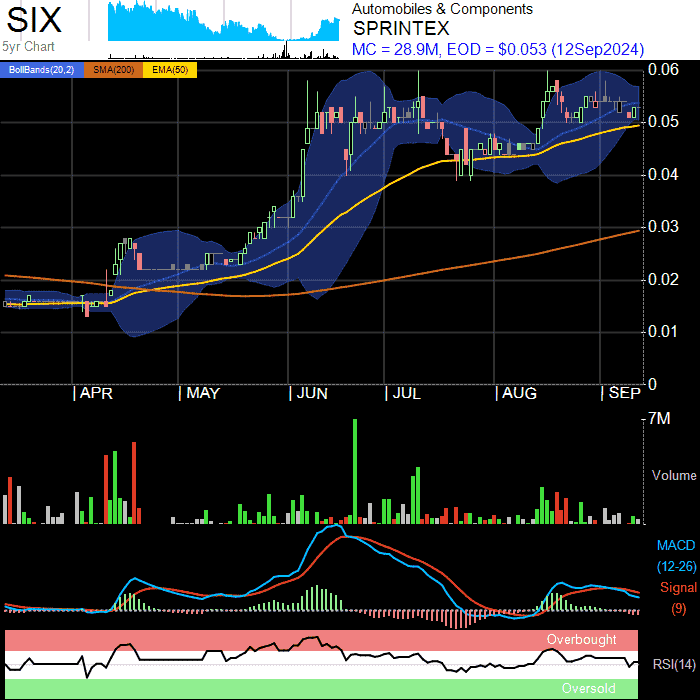 SIX
5yr Chart
Automobiles & Components
SPRINTEX
MC = 28.9M, EOD = $0.053 (12Sep2024)
BollBands(20,2) SMA(200) EMA(50)
0.06
0.05
0.04
0.03
0.02
0.01
0
APR MAY JUN JUL AUG SEP
7M
Volume
MACD
(12-26)
Signal
(9)
Overbought
RSI(14)
Oversold